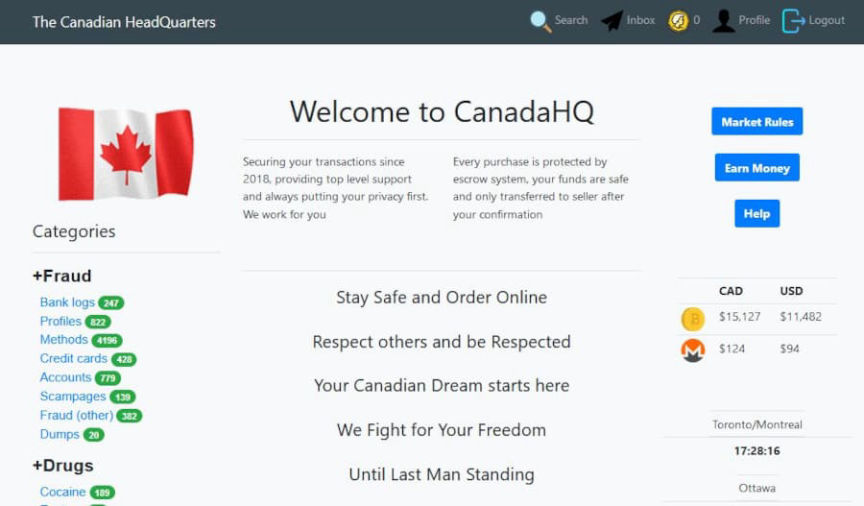 The Canadian HeadQuarters
Search
Inbox
0
Profile
Logout
Welcome to CanadaHQ
Securing your transactions since
2018, providing top level support
and always putting your privacy first.
We work for you
Every purchase is protected by
escrow system, your funds are safe
and only transferred to seller after
your confirmation
Market Rules
Earn Money
Help
Categories
+Fraud
Bank logs 247
Profiles 822
Methods 4196
Credit cards 428
Accounts 779
Scampages 139
Fraud (other) 382
Dumps 20
+Drugs
Cocaine 189
Stay Safe and Order Online
Respect others and be Respected
Your Canadian Dream starts here
We Fight for Your Freedom
Until Last Man Standing
CAD USD
$15,127 $11,482
$124 $94
Toronto/Montreal
17:28:16
Ottawa